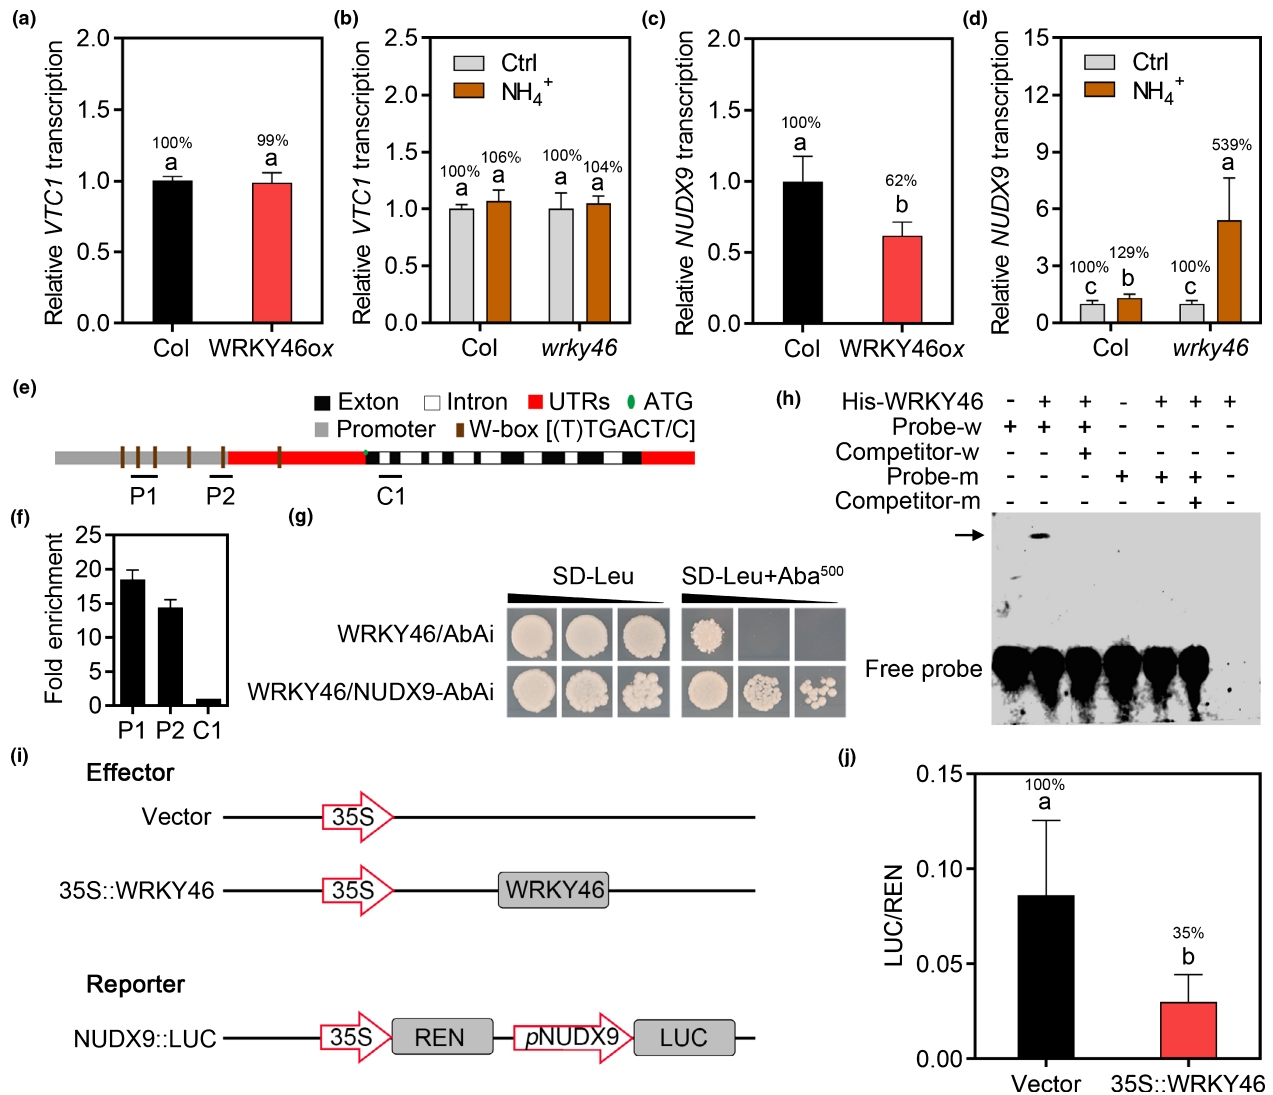 (a)
Relative VTC1 transcription
2.0
1.5
1.0
0.5
0.0
100%
a
99%
a
Col
WRKY46ox
(b)
Relative VTC1 transcription
2.5
2.0
1.5
1.0
0.5
0.0
Ctrl
NH4+
100%
a
106%
a
100%
a
104%
a
Col
wrky46
(c)
Relative NUDX9 transcription
2.0
1.5
1.0
0.5
0.0
100%
a
62%
b
Col
WRKY46ox
(d)
Relative NUDX9 transcription
15
12
9
6
3
0
Ctrl
NH4+
100%
c
129%
b
100%
c
539%
a
Col
wrky46
(e)
Exton Intron UTRs ATG
Promoter W-box [(T)TGACT/C]
P1 P2 C1
(f)
Fold enrichment
25
20
15
10
5
0
P1 P2 C1
(g)
SD-Leu SD-Leu+Aba500
WRKY46/AbAi
WRKY46/NUDX9-AbAi
(h)
His-WRKY46 - + + - + + +
Probe-w + + + - - - -
Competitor-w - - + - - - -
Probe-m - - - + + + -
Competitor-m - - - - - + -
Free probe
(i)
Effector
Vector 35S
35S::WRKY46 35S WRKY46
Reporter
NUDX9::LUC 35S REN pNUDX9 LUC
(j)
LUC/REN
0.15
0.10
0.05
0.00
100%
a
35%
b
Vector 35S::WRKY46